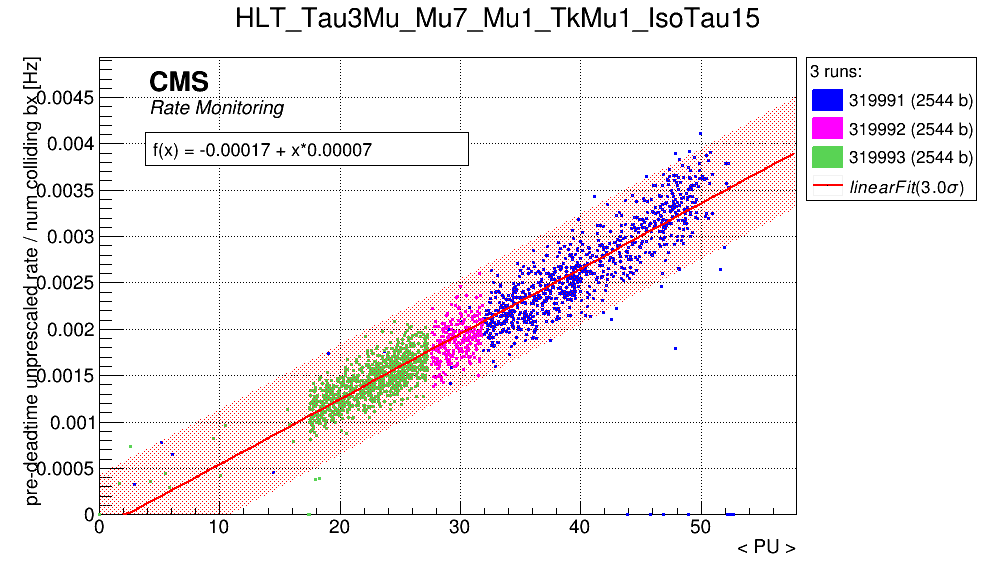 HLT_Tau3Mu_Mu7_Mu1_TkMu1_IsoTau15
pre-deadtime unprescaled rate / num colliding bx [Hz]
CMS
Rate Monitoring
f(x) = -0.00017 + x*0.00007
0.0045
0.004
0.0035
0.003
0.0025
0.002
0.0015
0.001
0.0005
0
0 10 20 30 40 50
< PU >
3 runs:
319991 (2544 b)
319992 (2544 b)
319993 (2544 b)
linearFit(3.0σ)